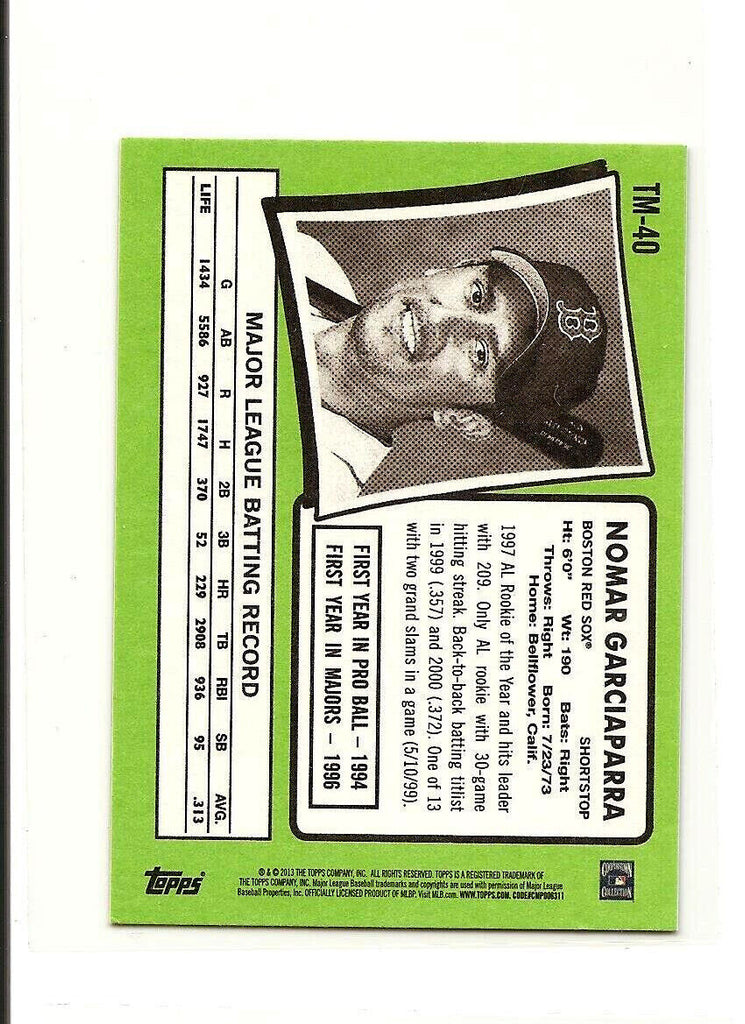 TM-40
NOMAR GARCIAPARRA
BOSTON RED SOX® SHORTSTOP
Ht: 6'0" Wt: 190 Bats: Right
Throws: Right Born: 7/23/73
Home: Bellflower, Calif.
1997 AL Rookie of the Year and hits leader
with 209. Only AL rookie with 30-game
hitting streak. Back-to-back batting titlist
in 1999 (.357) and 2000 (.372). One of 13
with two grand slams in a game (5/10/99).
FIRST YEAR IN PRO BALL – 1994
FIRST YEAR IN MAJORS – 1996
MAJOR LEAGUE BATTING RECORD
G AB R H 2B 3B HR TB RBI SB AVG.
LIFE 1434 5586 927 1747 370 52 229 2908 936 95 .313
B
COOPERSTOWN
COLLECTION
® & © 2013 THE TOPPS COMPANY, INC. ALL RIGHTS RESERVED. TOPPS IS A REGISTERED TRADEMARK OF
THE TOPPS COMPANY, INC. Major League Baseball trademarks and copyrights are used with permission of Major League
Baseball Properties, Inc. OFFICIALLY LICENSED PRODUCT OF MLBP. Visit MLB.com. WWW.TOPPS.COM. CODE#CMP006311
TOPPS®